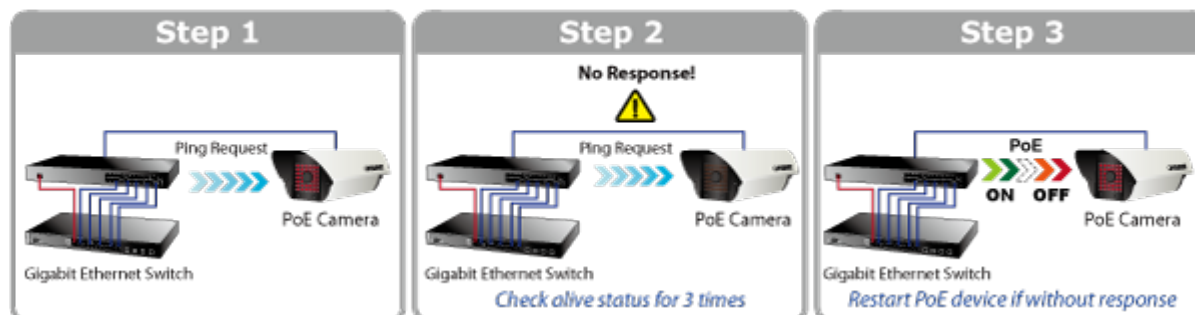 Step 1
Ping Request
PoE Camera
Gigabit Ethernet Switch
Step 2
No Response!
Ping Request
PoE Camera
Gigabit Ethernet Switch
Check alive status for 3 times
Step 3
PoE
ON OFF
PoE Camera
Gigabit Ethernet Switch
Restart PoE device if without response